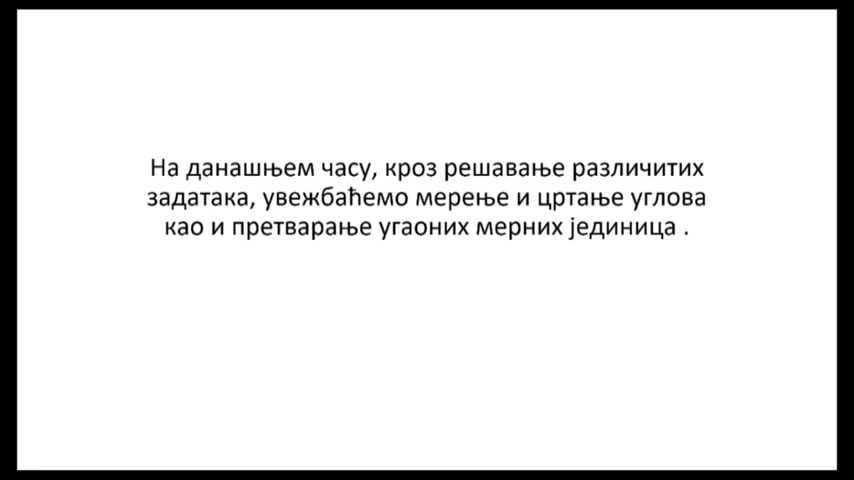 На данашњем часу, кроз решавање различитих
задатака, увежбаћемо мерење и цртање углова
као и претварање угаоних мерних јединица .